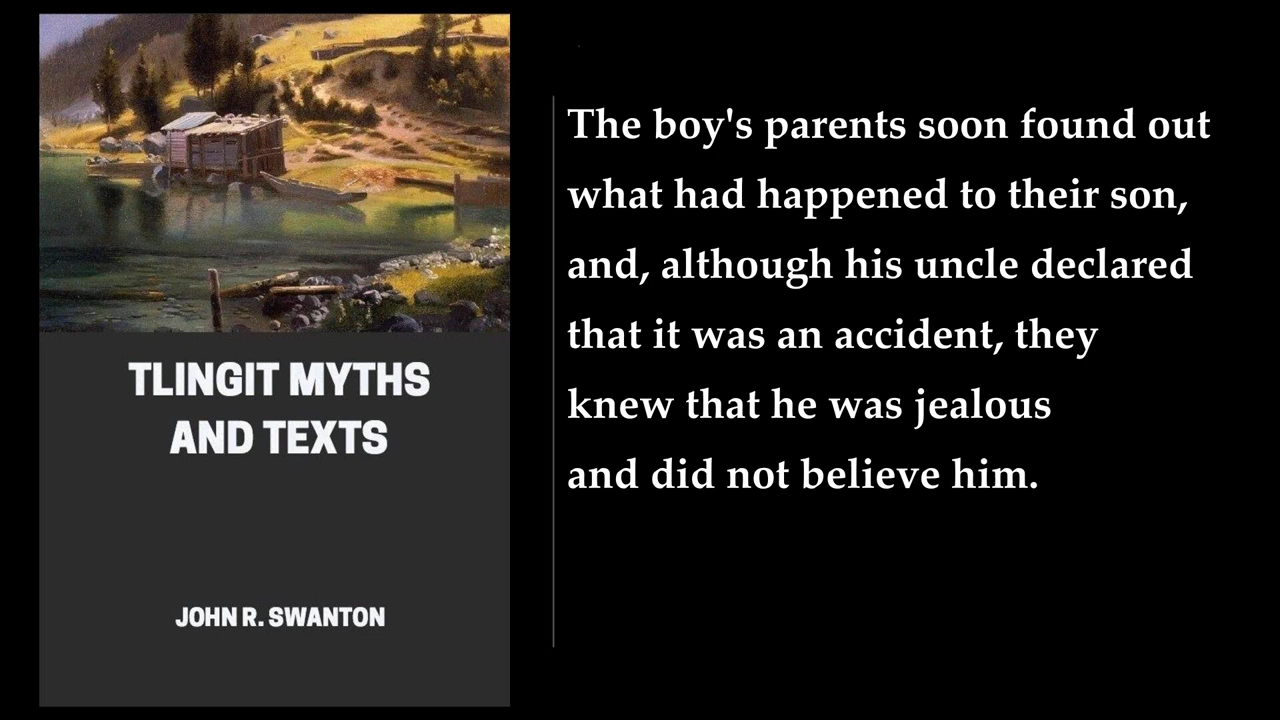 TLINGIT MYTHS
AND TEXTS
JOHN R. SWANTON
The boy's parents soon found out
what had happened to their son,
and, although his uncle declared
that it was an accident, they
knew that he was jealous
and did not believe him.